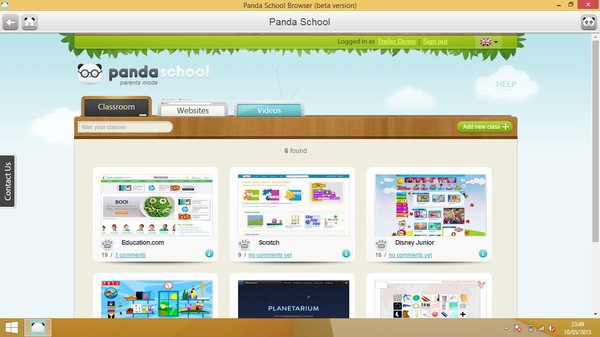 Panda School Browser (beta version)
Panda School
Logged in as: Trailer Demo | Sign out
pandaschool
parents mode
HELP
Classroom
Websites
Videos
filter your classes
Add new class +
6 found
Contact Us
BOO!
Education.com
Scratch
Disney Junior
19 / 1 comments
9 / no comments yet
16 / no comments yet
PLANETARIUM
23:49
10/05/2015